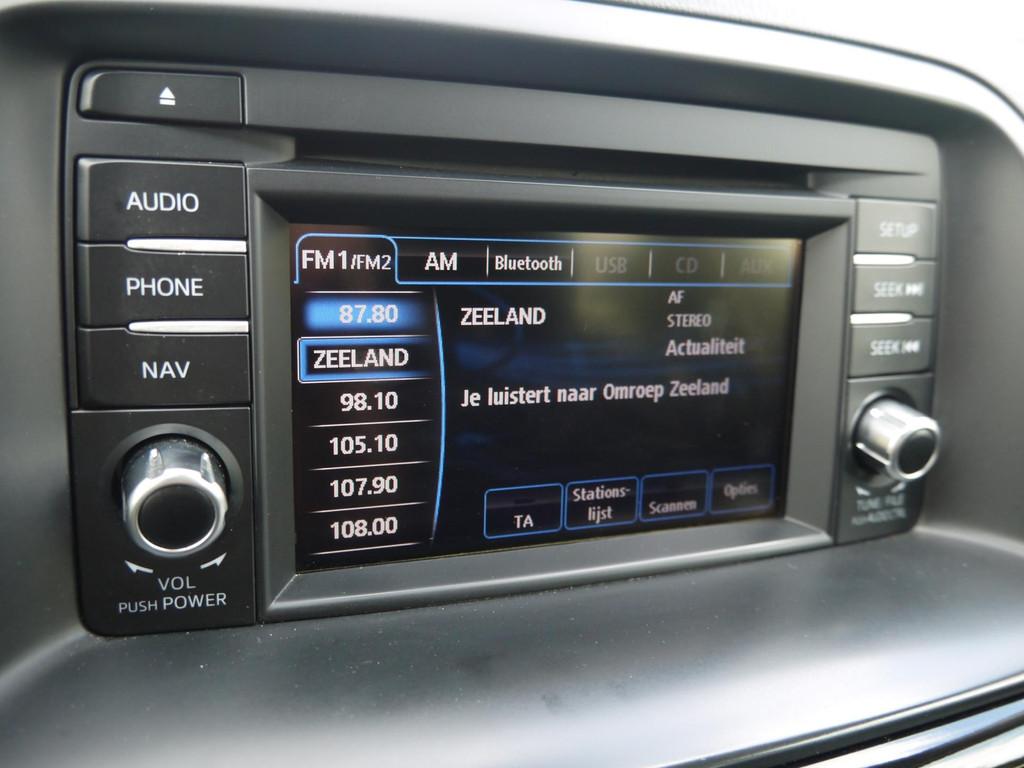 AUDIO
PHONE
NAV
VOL
PUSH POWER
FM1/FM2 AM Bluetooth USB CD AUX
87.80
ZEELAND
98.10
105.10
107.90
108.00
ZEELAND
AF
STEREO
Actualiteit
Je luistert naar Omroep Zeeland
TA
Stations-
lijst
Scannen
Opties
SETUP
SEEK
SEEK
TUNE FILE